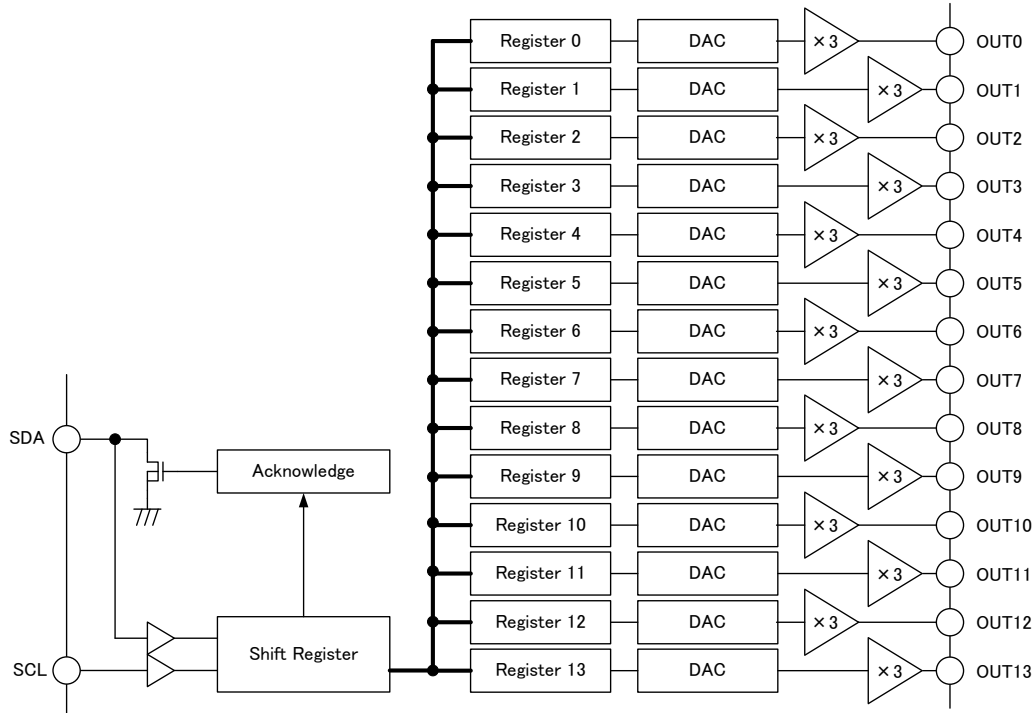 Register 0 DAC ×3 OUT0
Register 1 DAC ×3 OUT1
Register 2 DAC ×3 OUT2
Register 3 DAC ×3 OUT3
Register 4 DAC ×3 OUT4
Register 5 DAC ×3 OUT5
Register 6 DAC ×3 OUT6
Register 7 DAC ×3 OUT7
SDA Register 8 DAC ×3 OUT8
Acknowledge Register 9 DAC ×3 OUT9
Register 10 DAC ×3 OUT10
Register 11 DAC ×3 OUT11
Register 12 DAC ×3 OUT12
SCL Shift Register Register 13 DAC ×3 OUT13